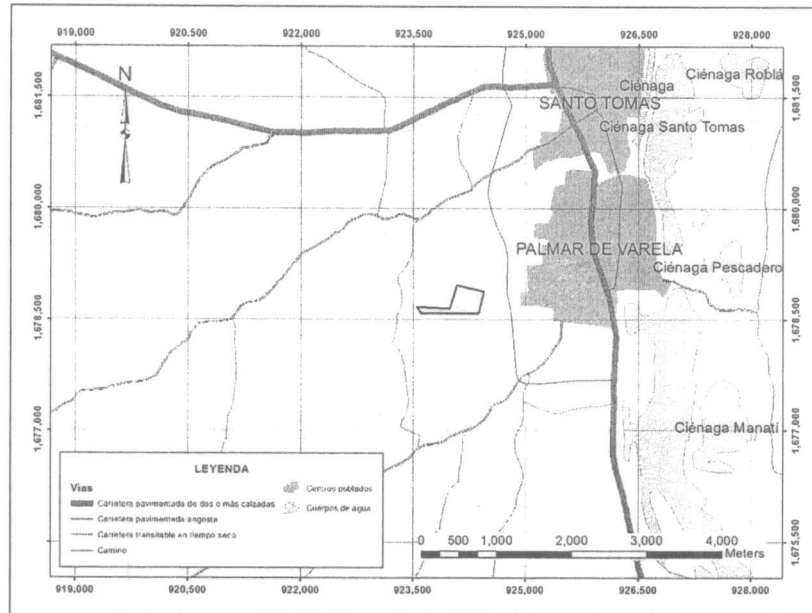 919,000 920,500 922,000 923,500 925,000 926,500 928,000
N
1,681,500
1,681,500
Ciénaga Roblá
Ciénaga
SANTO TOMAS
Ciénaga Santo Tomas
1,680,000
1,680,000
PALMAR DE VARELA
Ciénaga Pescadero
1,678,500
1,678,500
1,677,000
1,677,000
Ciénaga Manatí
LEYENDA
Vias
Carretera pavimentada de dos o más calzadas
Carretera pavimentada angosta
Carretera transitable en tiempo seco
Camino
Centros poblados
Cuerpos de agua
0 500 1,000 2,000 3,000 4,000
Meters
1,675,500
919,000 920,500 922,000 923,500 925,000 926,500 928,000